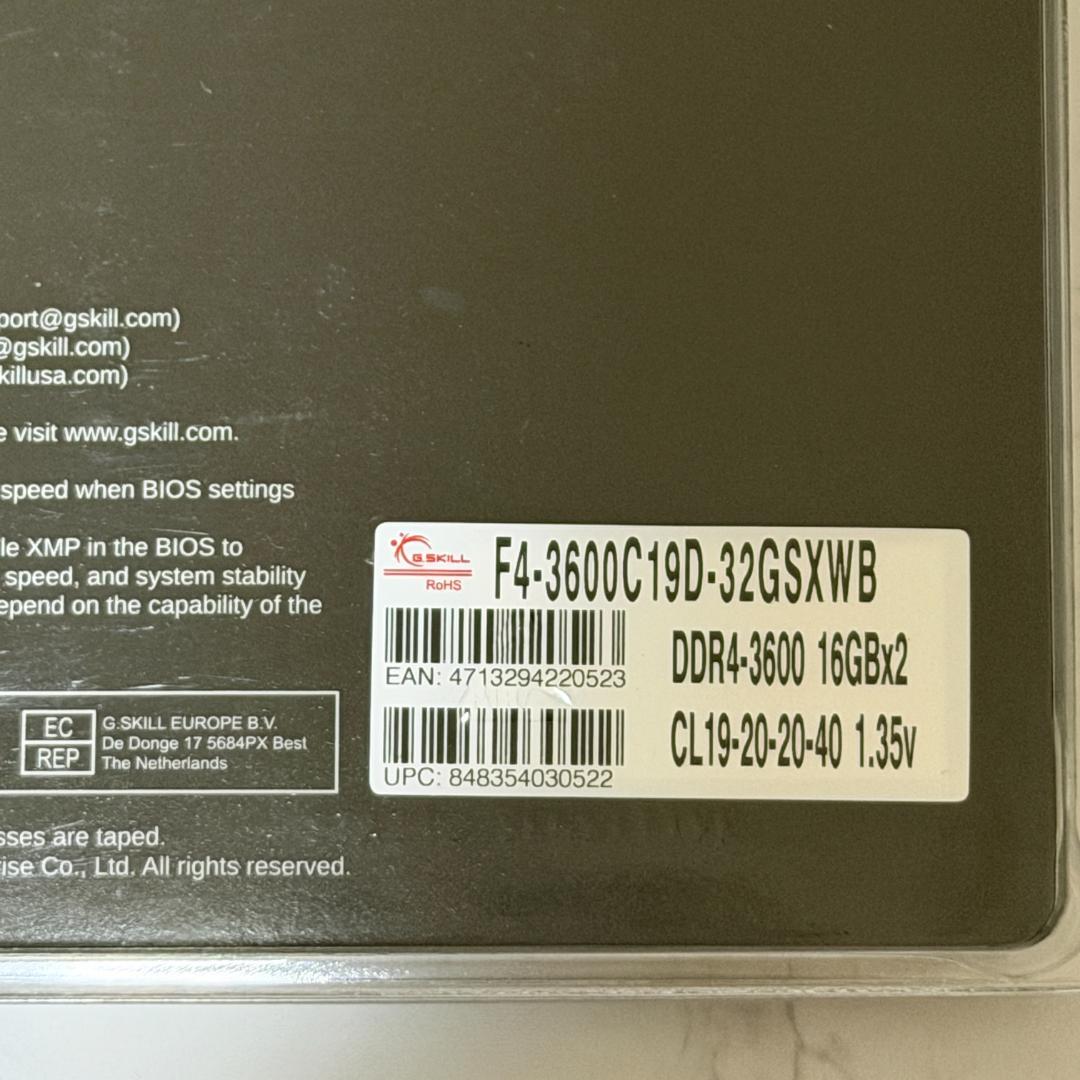 port@gskill.com)
@gskill.com)
killusa.com)
e visit www.gskill.com.
speed when BIOS settings
le XMP in the BIOS to
speed, and system stability
epend on the capability of the
EC
REP
G.SKILL EUROPE B.V.
De Donge 17 5684PX Best
The Netherlands
sses are taped.
ise Co., Ltd. All rights reserved.
G.SKILL
RoHS
F4-3600C19D-32GSXWB
EAN: 4713294220523
DDR4-3600 16GBx2
UPC: 848354030522
CL19-20-20-40 1.35v